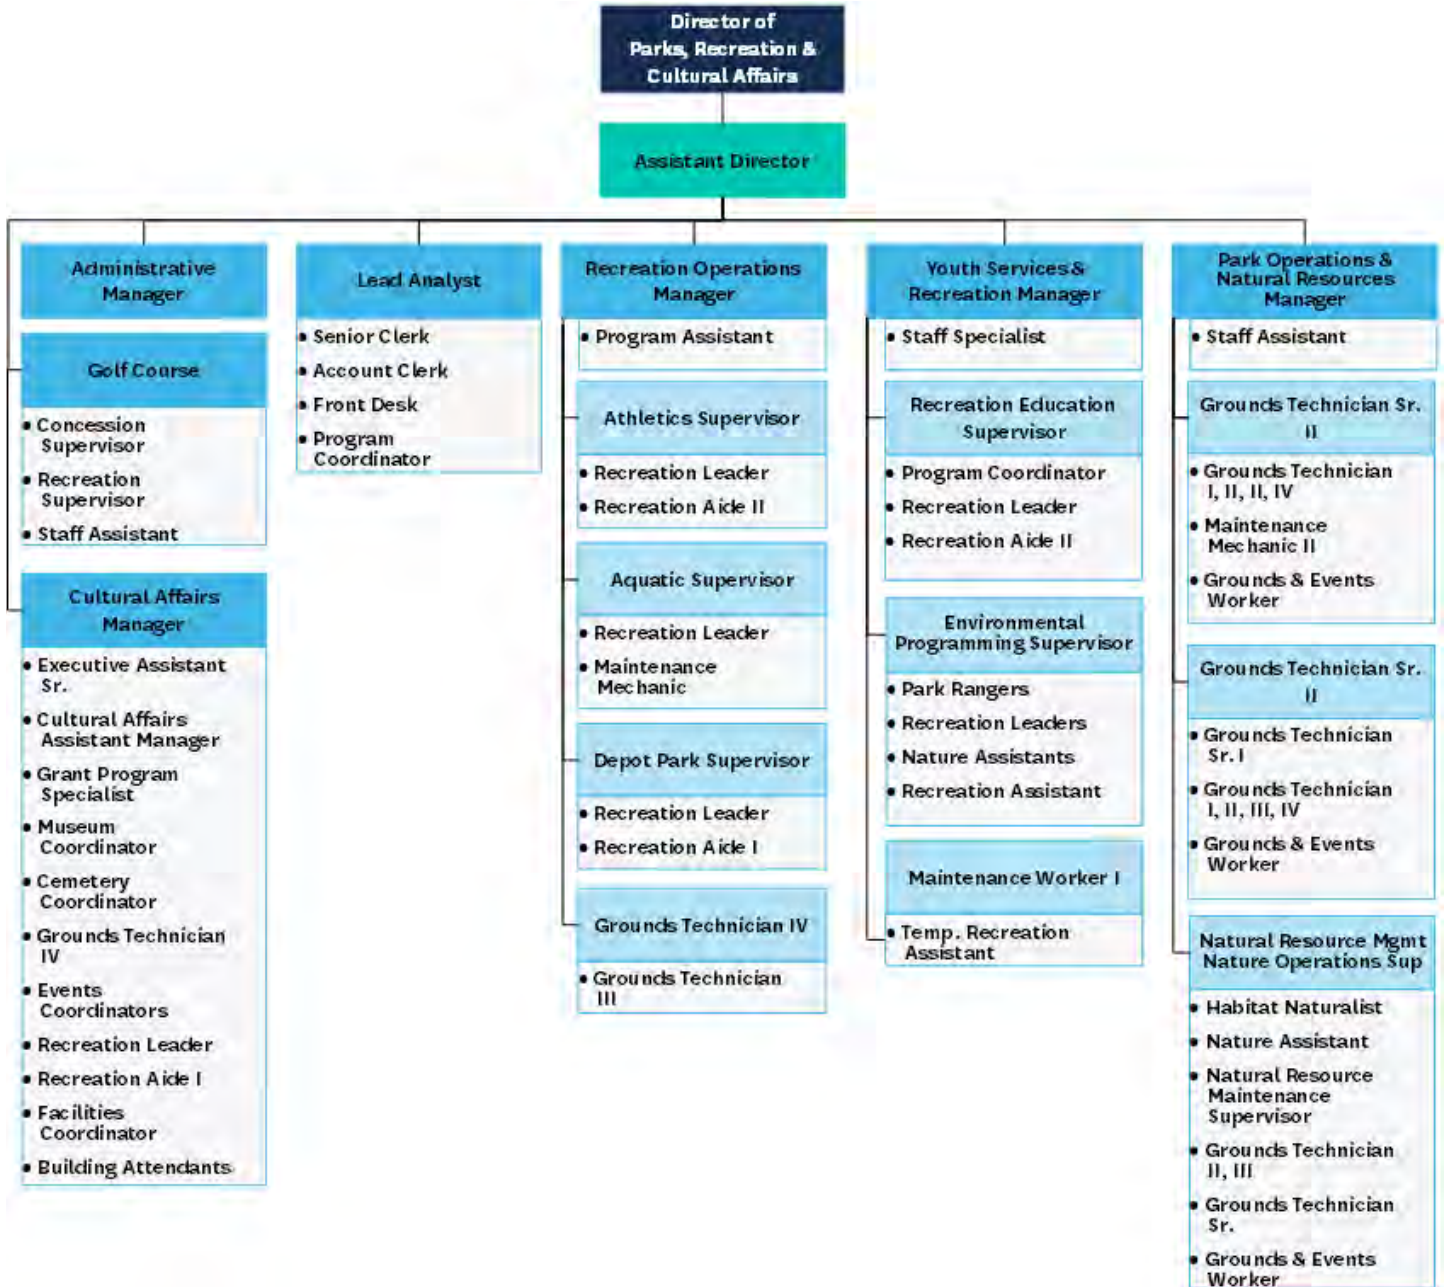 Director of
Parks, Recreation &
Cultural Affairs
Assistant Director
Administrative
Manager
Golf Course
• Concession
Supervisor
• Recreation
Supervisor
• Staff Assistant
Cultural Affairs
Manager
• Executive Assistant
Sr.
• Cultural Affairs
Assistant Manager
• Grant Program
Specialist
• Museum
Coordinator
• Cemetery
Coordinator
• Grounds Technician
IV
• Events
Coordinators
• Recreation Leader
• Recreation Aide I
• Facilities
Coordinator
• Building Attendants
Lead Analyst
• Senior Clerk
• Account Clerk
• Front Desk
• Program
Coordinator
Recreation Operations
Manager
• Program Assistant
Athletics Supervisor
• Recreation Leader
• Recreation Aide II
Aquatic Supervisor
• Recreation Leader
• Maintenance
Mechanic
Depot Park Supervisor
• Recreation Leader
• Recreation Aide I
Grounds Technician IV
• Grounds Technician
III
Youth Services &
Recreation Manager
• Staff Specialist
Recreation Education
Supervisor
• Program Coordinator
• Recreation Leader
• Recreation Aide II
Environmental
Programming Supervisor
• Park Rangers
• Recreation Leaders
• Nature Assistants
• Recreation Assistant
Maintenance Worker I
• Temp. Recreation
Assistant
Park Operations &
Natural Resources
Manager
• Staff Assistant
Grounds Technician Sr.
II
• Grounds Technician
I, II, II, IV
• Maintenance
Mechanic II
• Grounds & Events
Worker
Grounds Technician Sr.
II
• Grounds Technician
Sr. I
• Grounds Technician
I, II, III, IV
• Grounds & Events
Worker
Natural Resource Mgmt
Nature Operations Sup
• Habitat Naturalist
• Nature Assistant
• Natural Resource
Maintenance
Supervisor
• Grounds Technician
II, III
• Grounds Technician
Sr.
• Grounds & Events
Worker